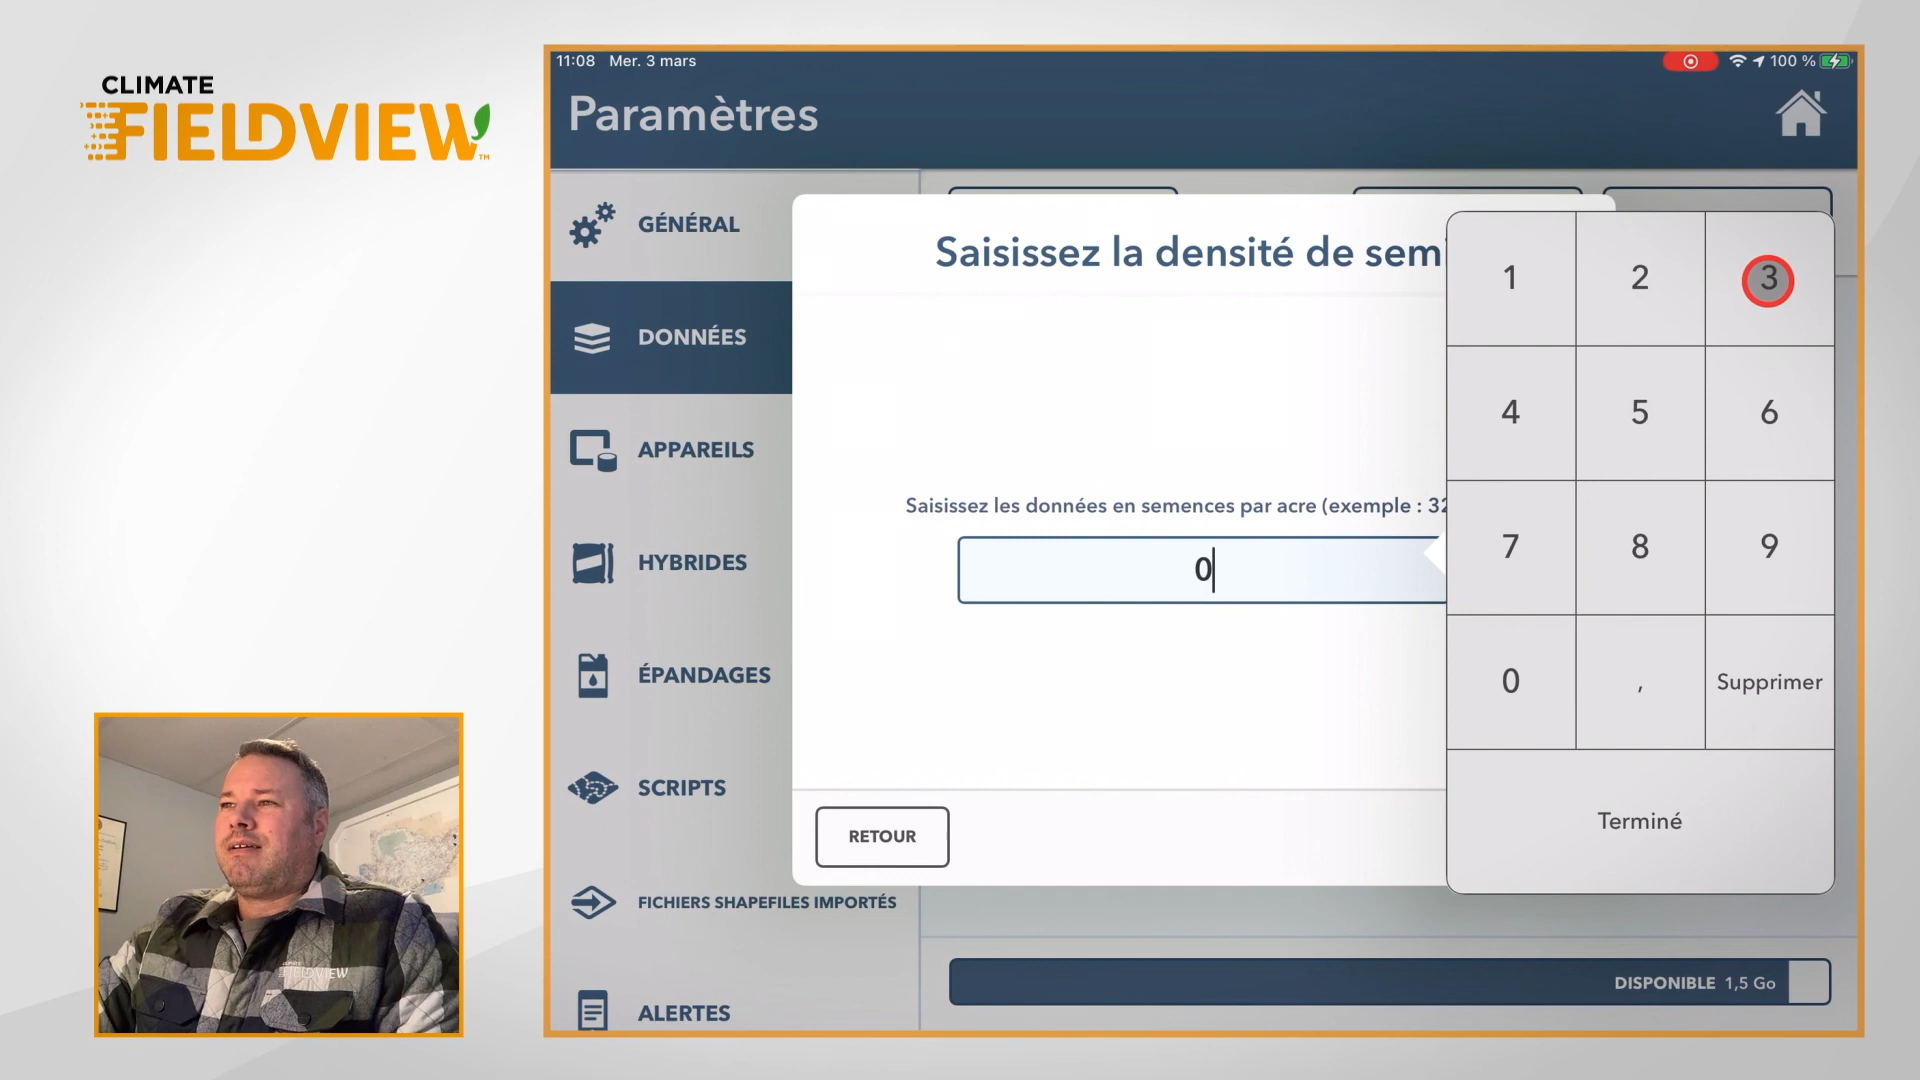 CLIMATE
FIELDVIEW™
11:08 Mer. 3 mars
100 %
Paramètres
GÉNÉRAL
DONNÉES
APPAREILS
HYBRIDES
ÉPANDAGES
SCRIPTS
FICHIERS SHAPEFILES IMPORTÉS
ALERTES
Saisissez la densité de sem
Saisissez les données en semences par acre (exemple : 32
0
RETOUR
1 2 3
4 5 6
7 8 9
0 , Supprimer
Terminé
DISPONIBLE 1,5 Go
FIELDVIEW